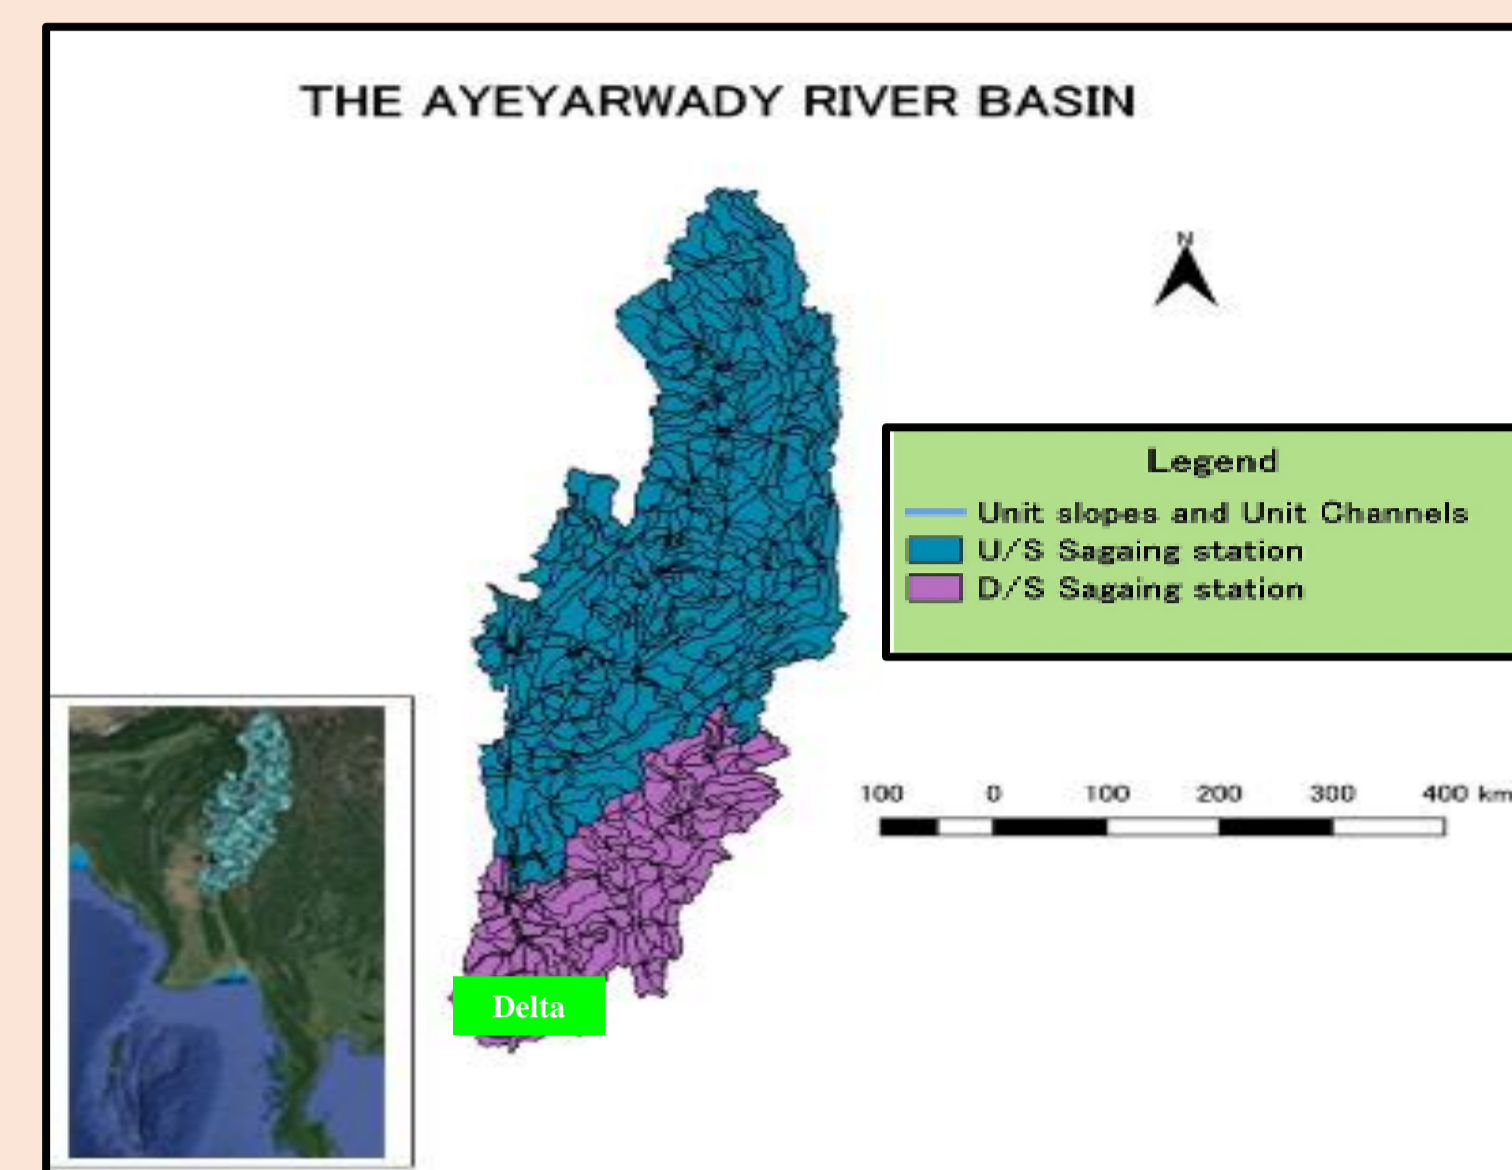 THE AYEYARWADY RIVER BASIN
N
Legend
Unit slopes and Unit Channels
U/S Sagaing station
D/S Sagaing station
100 0 100 200 300 400 km
Delta